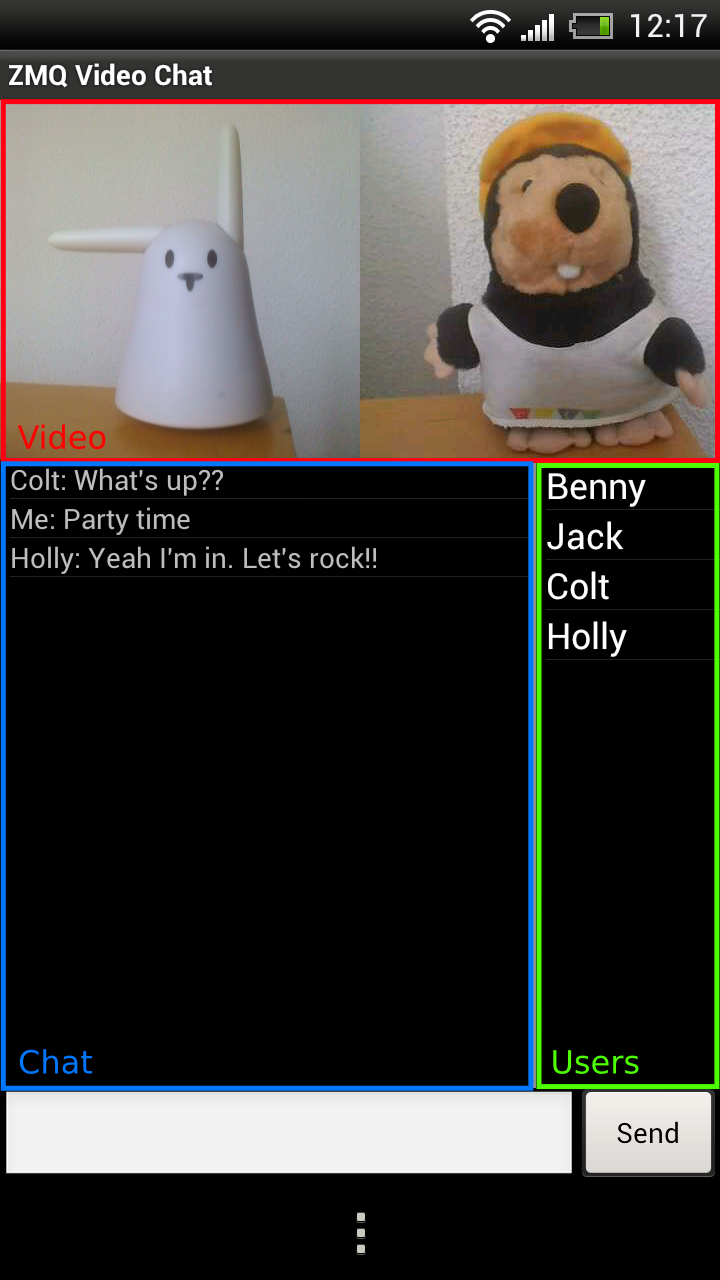 12:17
ZMQ Video Chat
Video
Colt: What's up??
Me: Party time
Holly: Yeah I'm in. Let's rock!!
Chat
Benny
Jack
Colt
Holly
Users
Send